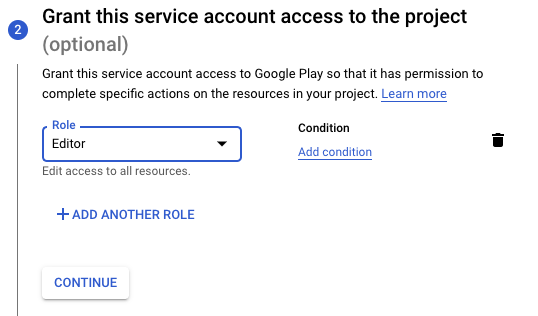 2
Grant this service account access to the project
(optional)
Grant this service account access to Google Play so that it has permission to
complete specific actions on the resources in your project. Learn more
Role
Editor
Edit access to all resources.
Condition
Add condition
+ ADD ANOTHER ROLE
CONTINUE